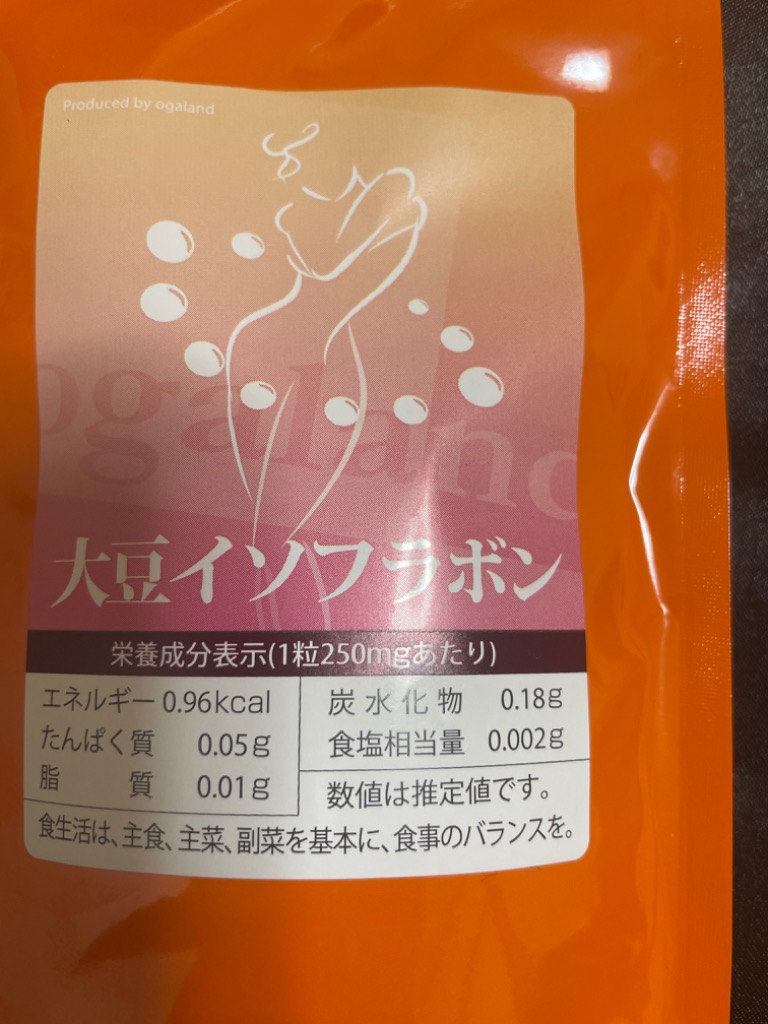 Produced by ogaland
ogaland
大豆イソフラボン
栄養成分表示(1粒250mgあたり)
エネルギー 0.96kcal
たんぱく質 0.05g
脂質 0.01g
炭水化物 0.18g
食塩相当量 0.002g
数値は推定値です。
食生活は、主食、主菜、副菜を基本に、食事のバランスを。